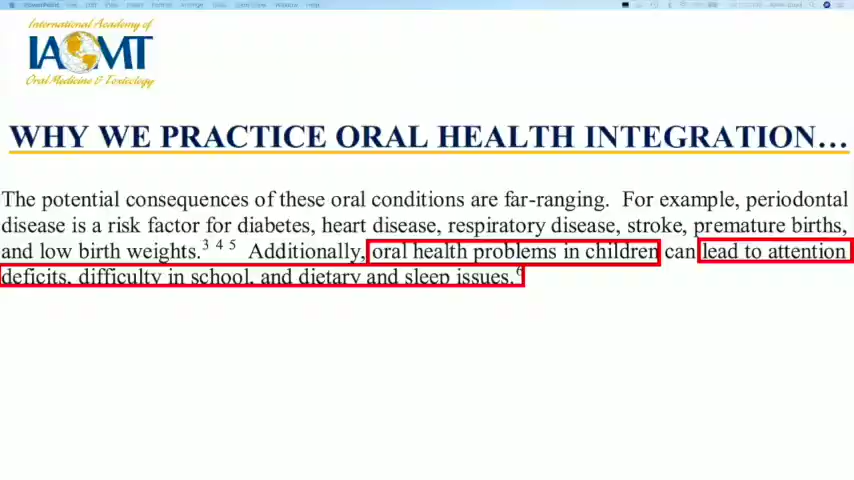 International Academy of
IAOMT
Oral Medicine & Toxicology
WHY WE PRACTICE ORAL HEALTH INTEGRATION…
The potential consequences of these oral conditions are far-ranging. For example, periodontal
disease is a risk factor for diabetes, heart disease, respiratory disease, stroke, premature births,
and low birth weights.3 4 5 Additionally, oral health problems in children can lead to attention
deficits, difficulty in school, and dietary and sleep issues.6